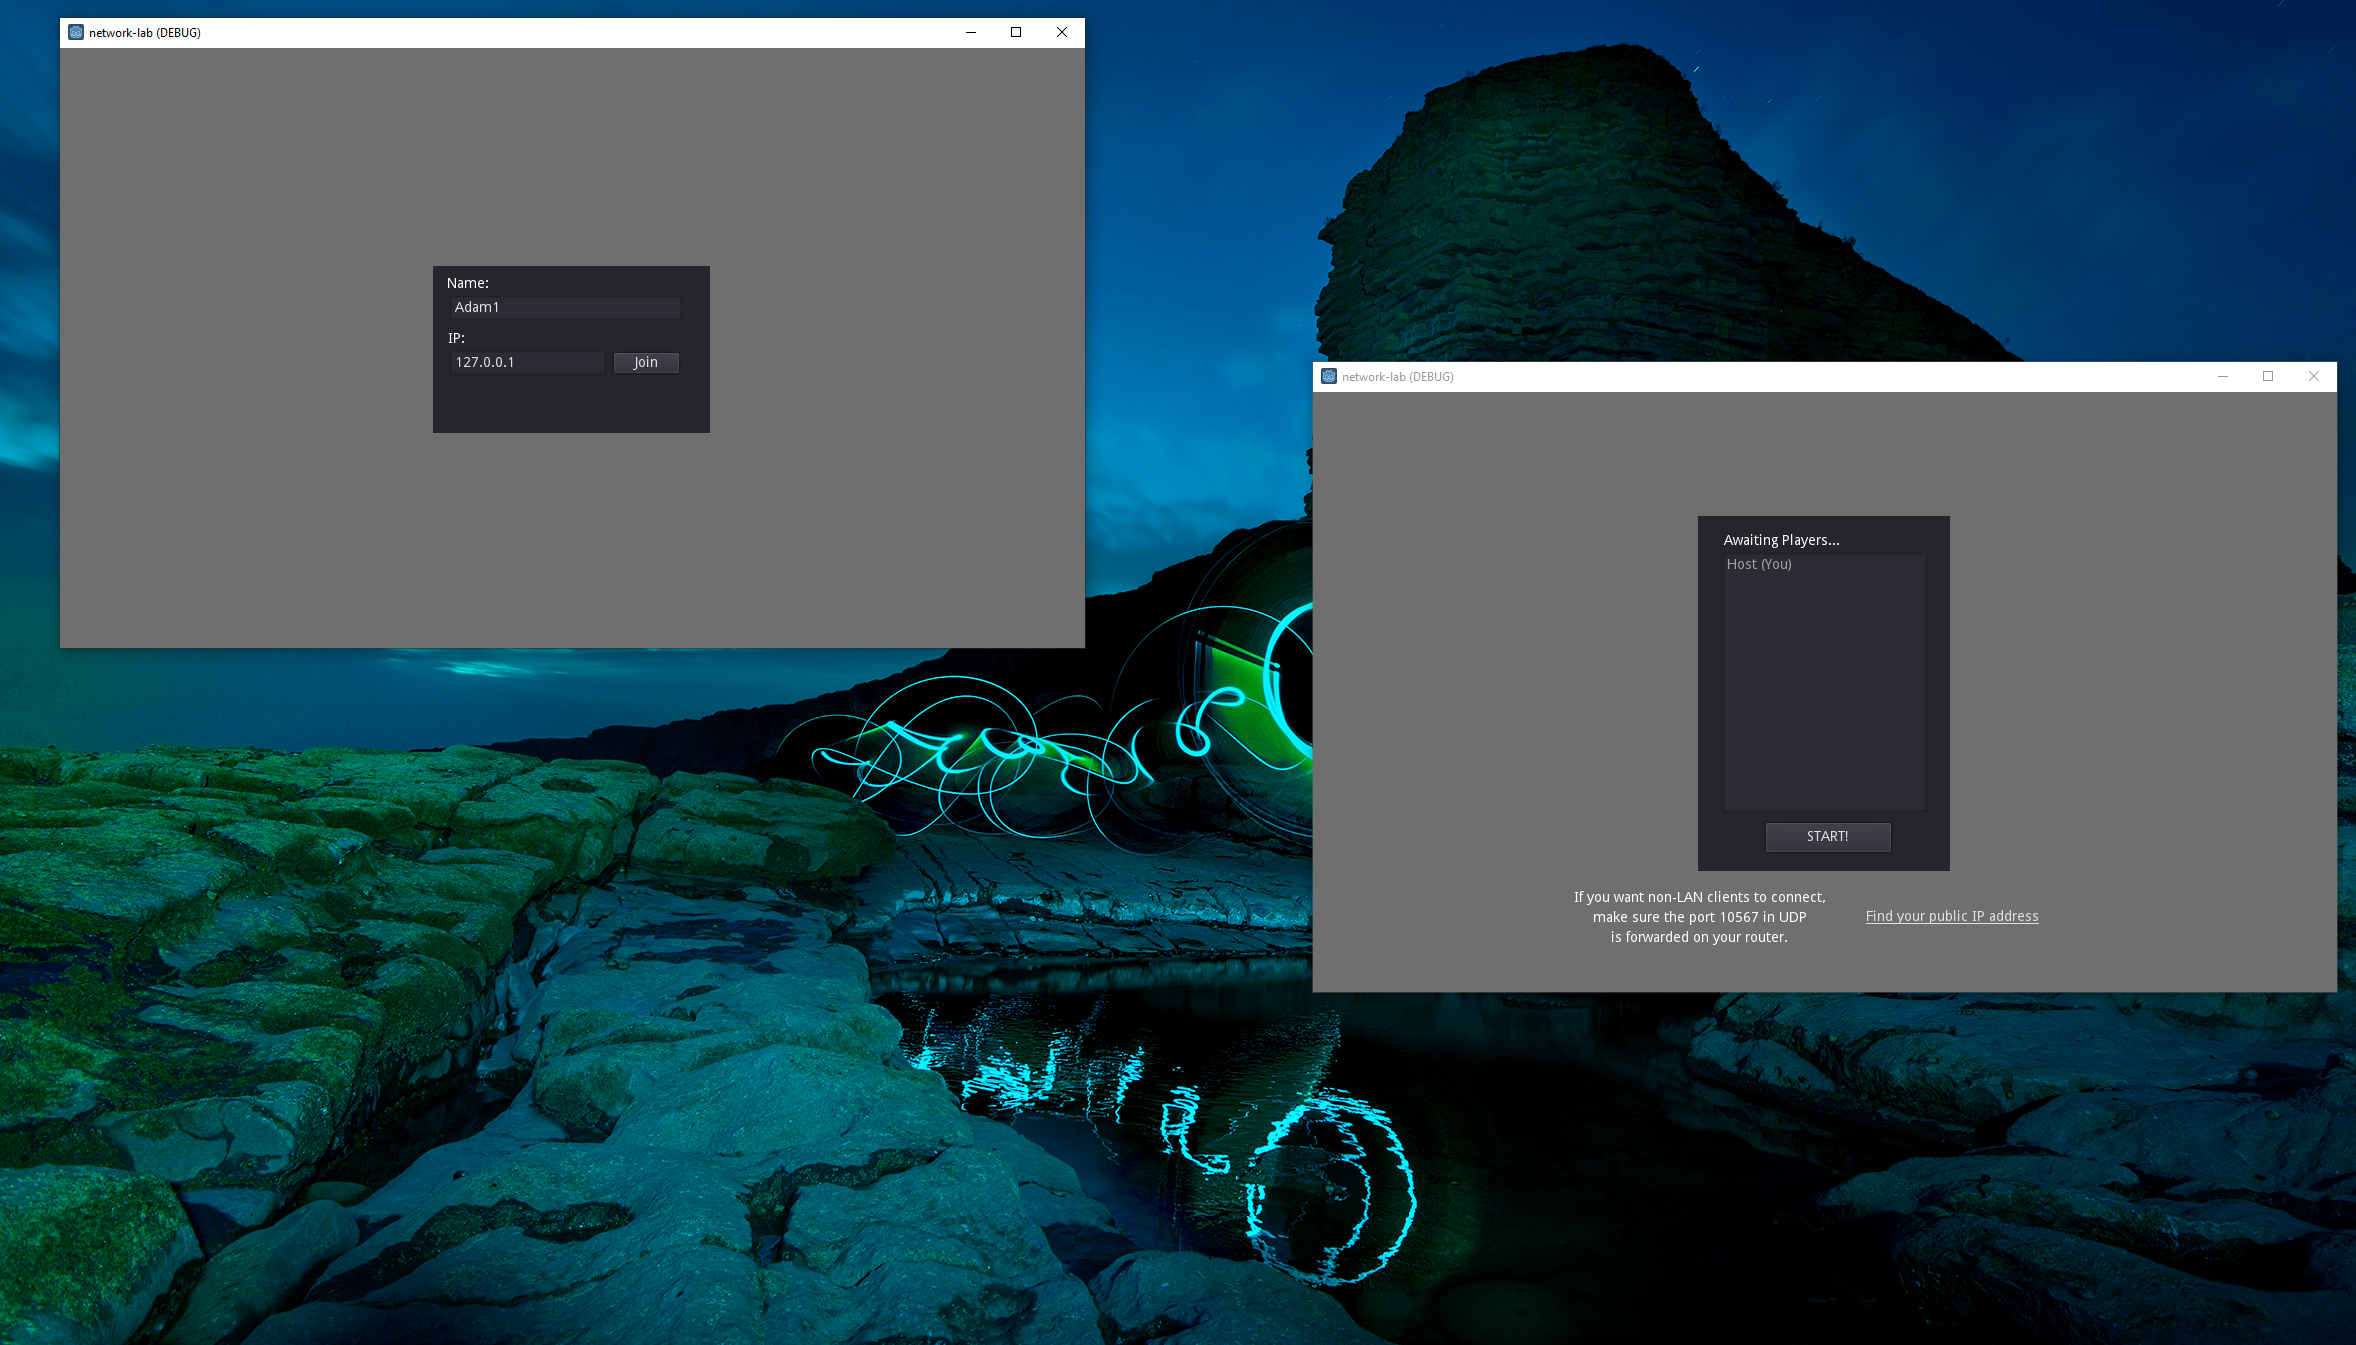 network-lab (DEBUG)
Name:
Adam1
IP:
127.0.0.1
Join
network-lab (DEBUG)
Awaiting Players...
Host (You)
START!
If you want non-LAN clients to connect,
make sure the port 10567 in UDP
is forwarded on your router.
Find your public IP address